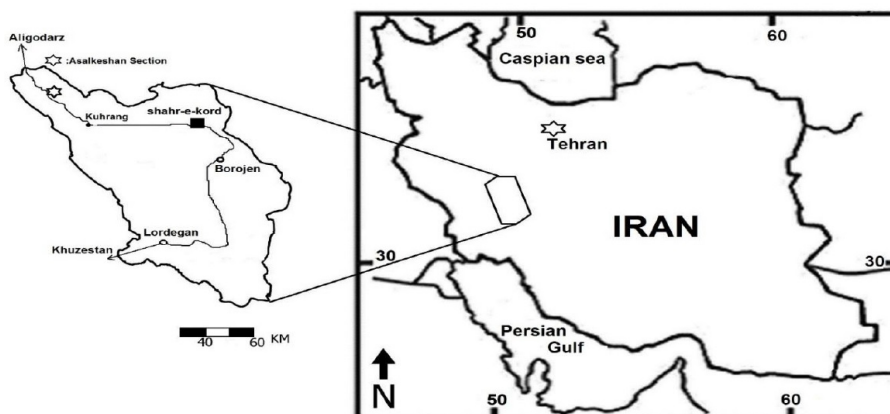 Aligodarz
:Asalkeshan Section
Kuhrang
shahr-e-kord
Borojen
Lordegan
Khuzestan
40 60 KM
50 60
Caspian sea
Tehran
IRAN
30 30
Persian
Gulf
N
50 60